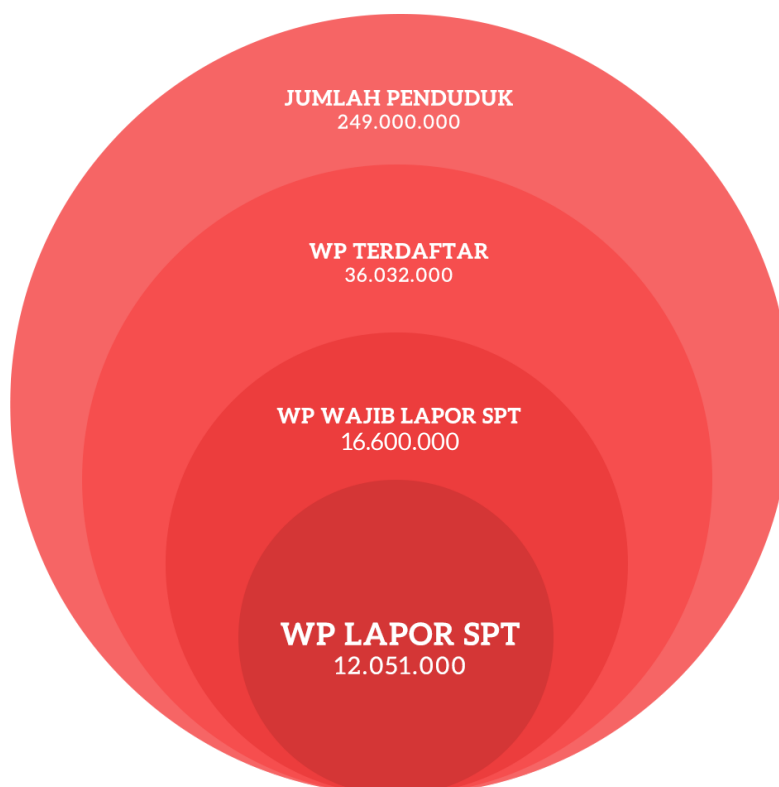 JUMLAH PENDUDUK
249.000.000
WP TERDAFTAR
36.032.000
WP WAJIB LAPOR SPT
16.600.000
WP LAPOR SPT
12.051.000